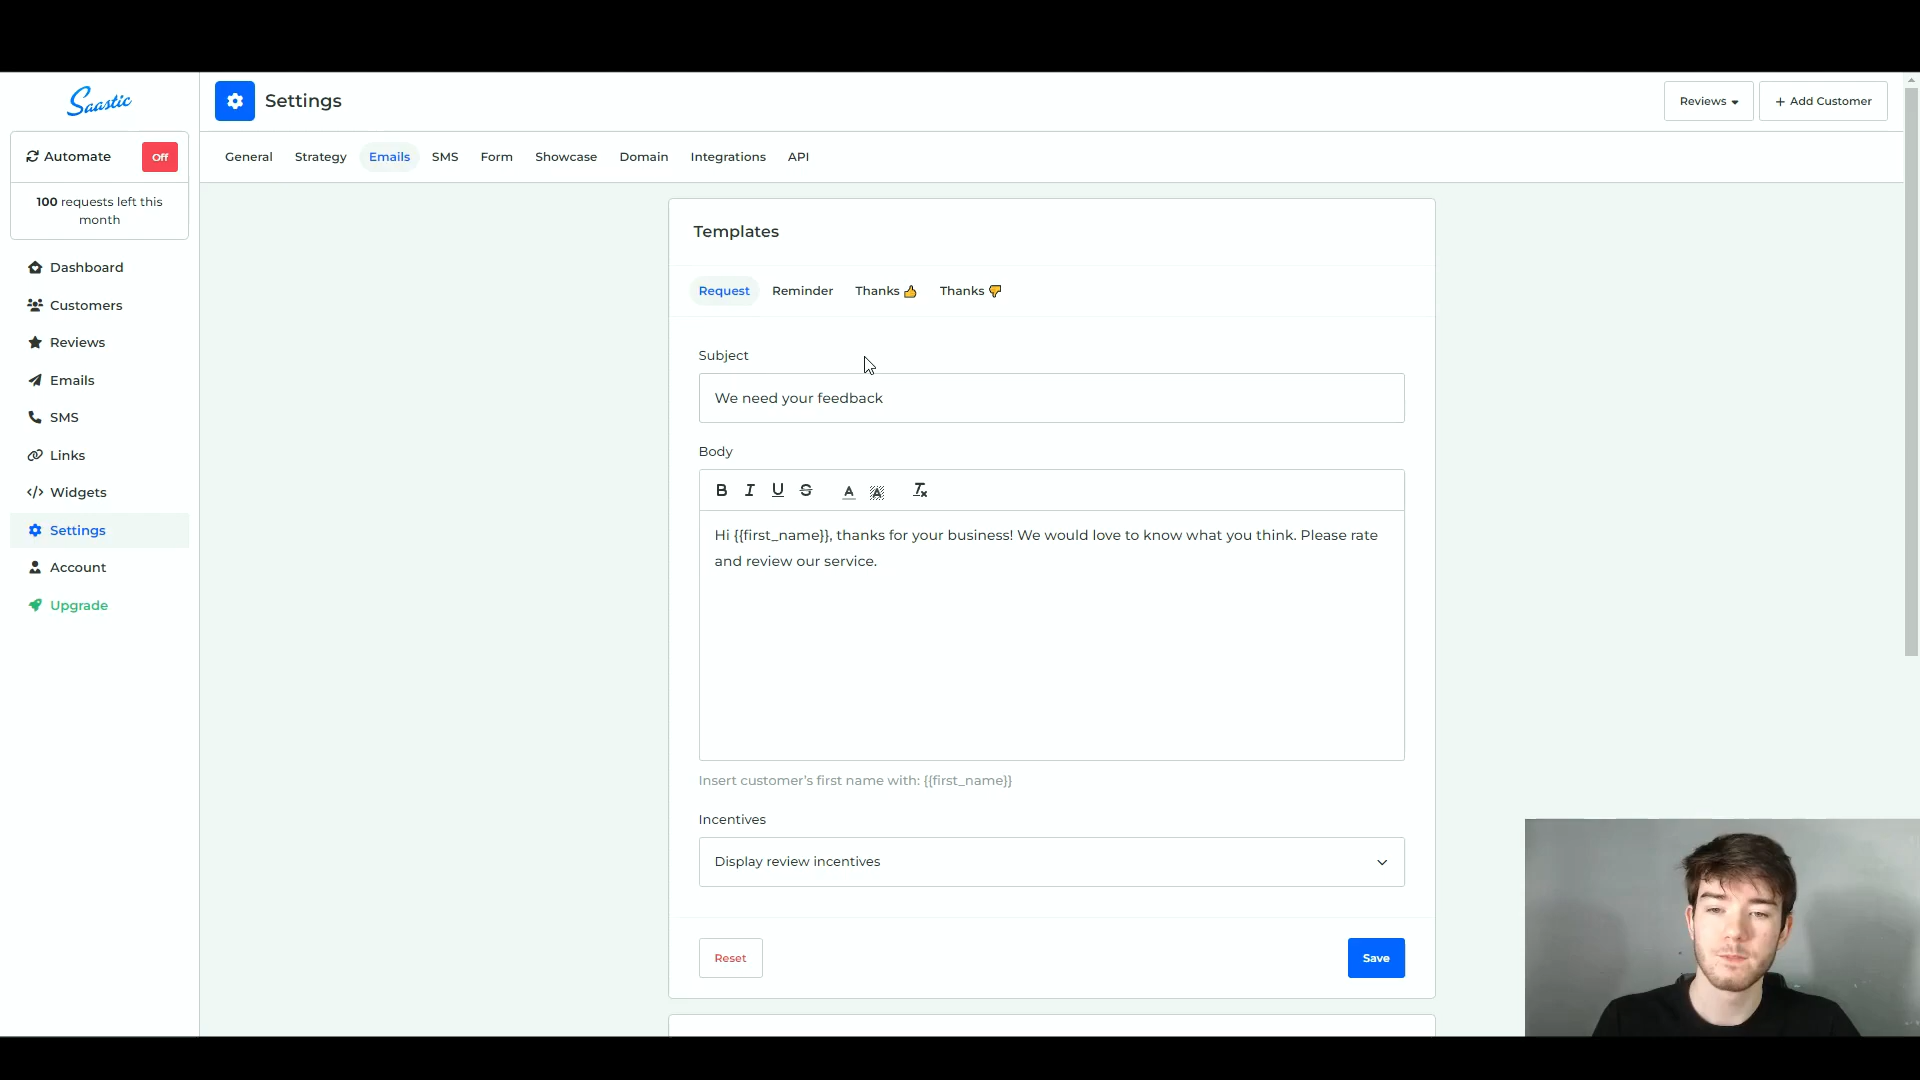 Saastic
Settings
Reviews
+ Add Customer
Automate
Off
100 requests left this
month
General
Strategy
Emails
SMS
Form
Showcase
Domain
Integrations
API
Dashboard
Customers
Reviews
Emails
SMS
Links
Widgets
Settings
Account
Upgrade
Templates
Request
Reminder
Thanks 👍
Thanks 👎
Subject
We need your feedback
Body
B I U S A A Tx
Hi {{first_name}}, thanks for your business! We would love to know what you think. Please rate
and review our service.
Insert customer's first name with: {{first_name}}
Incentives
Display review incentives
Reset
Save